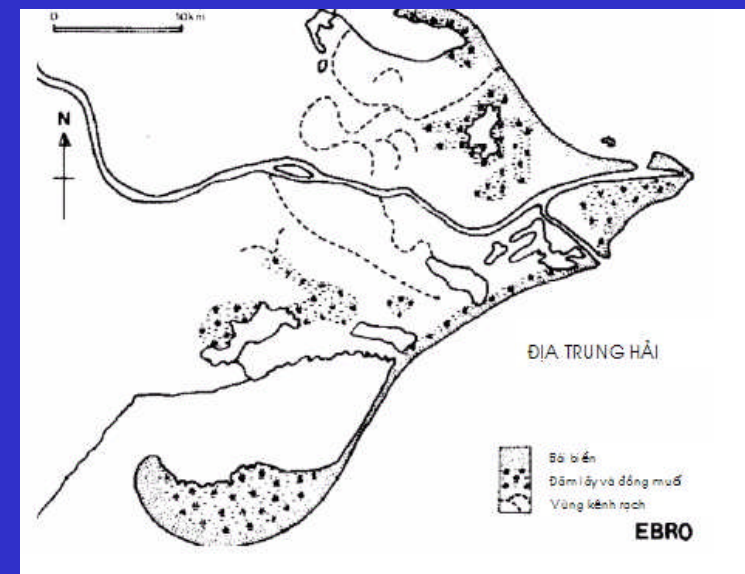 0 50km
N
ĐỊA TRUNG HẢI
Bãi biển
Đầm lầy và đồng muối
Vùng kênh rạch
EBRO